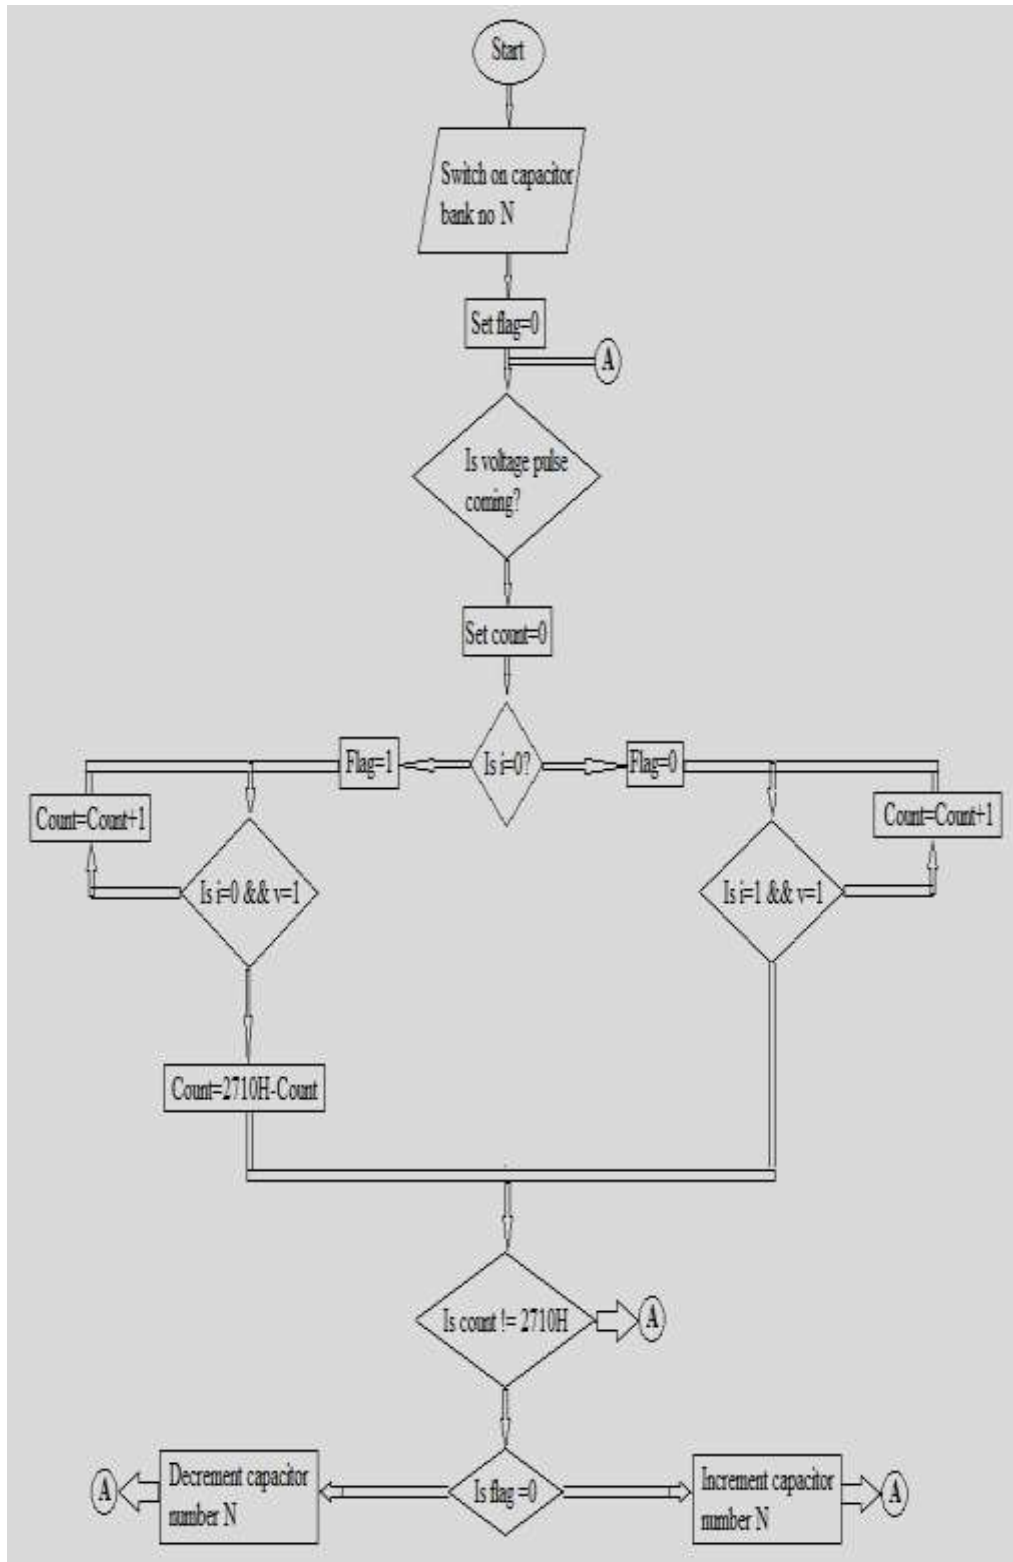 Start
Switch on capacitor
bank no N
Set flag=0
A
Is voltage pulse
coming?
Set count=0
Flag=1
Is i=0?
Flag=0
Count=Count+1
Count=Count+1
Is i=0 && v=1
Is i=1 && v=1
Count=2710H-Count
Is count != 2710H
A
A
Decrement capacitor
number N
Is flag =0
Increment capacitor
number N
A